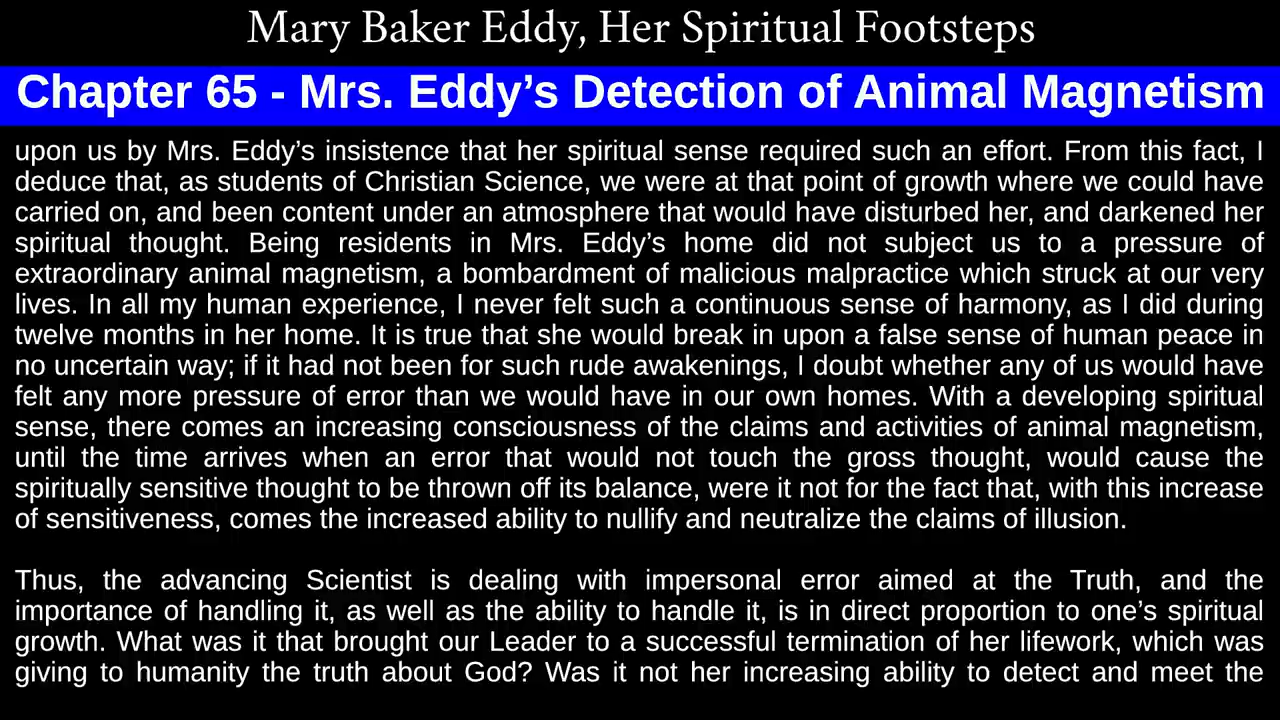 Mary Baker Eddy, Her Spiritual Footsteps
Chapter 65 - Mrs. Eddy’s Detection of Animal Magnetism
upon us by Mrs. Eddy’s insistence that her spiritual sense required such an effort. From this fact, I
deduce that, as students of Christian Science, we were at that point of growth where we could have
carried on, and been content under an atmosphere that would have disturbed her, and darkened her
spiritual thought. Being residents in Mrs. Eddy’s home did not subject us to a pressure of
extraordinary animal magnetism, a bombardment of malicious malpractice which struck at our very
lives. In all my human experience, I never felt such a continuous sense of harmony, as I did during
twelve months in her home. It is true that she would break in upon a false sense of human peace in
no uncertain way; if it had not been for such rude awakenings, I doubt whether any of us would have
felt any more pressure of error than we would have in our own homes. With a developing spiritual
sense, there comes an increasing consciousness of the claims and activities of animal magnetism,
until the time arrives when an error that would not touch the gross thought, would cause the
spiritually sensitive thought to be thrown off its balance, were it not for the fact that, with this increase
of sensitiveness, comes the increased ability to nullify and neutralize the claims of illusion.
Thus, the advancing Scientist is dealing with impersonal error aimed at the Truth, and the
importance of handling it, as well as the ability to handle it, is in direct proportion to one’s spiritual
growth. What was it that brought our Leader to a successful termination of her lifework, which was
giving to humanity the truth about God? Was it not her increasing ability to detect and meet the